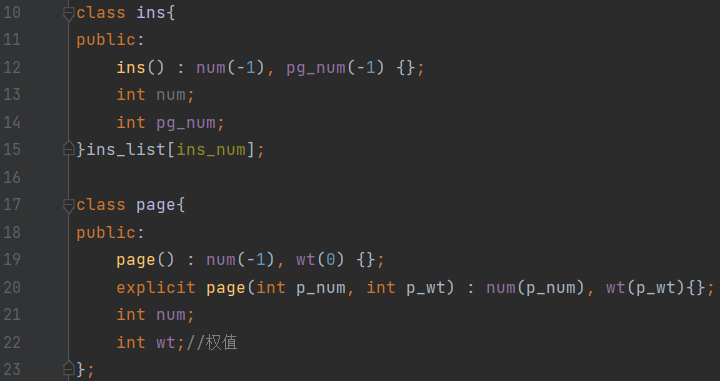 10 class ins{
11 public:
12     ins() : num(-1), pg_num(-1) {};
13     int num;
14     int pg_num;
15 }ins_list[ins_num];
16
17 class page{
18 public:
19     page() : num(-1), wt(0) {};
20     explicit page(int p_num, int p_wt) : num(p_num), wt(p_wt){};
21     int num;
22     int wt;//权值
23 };